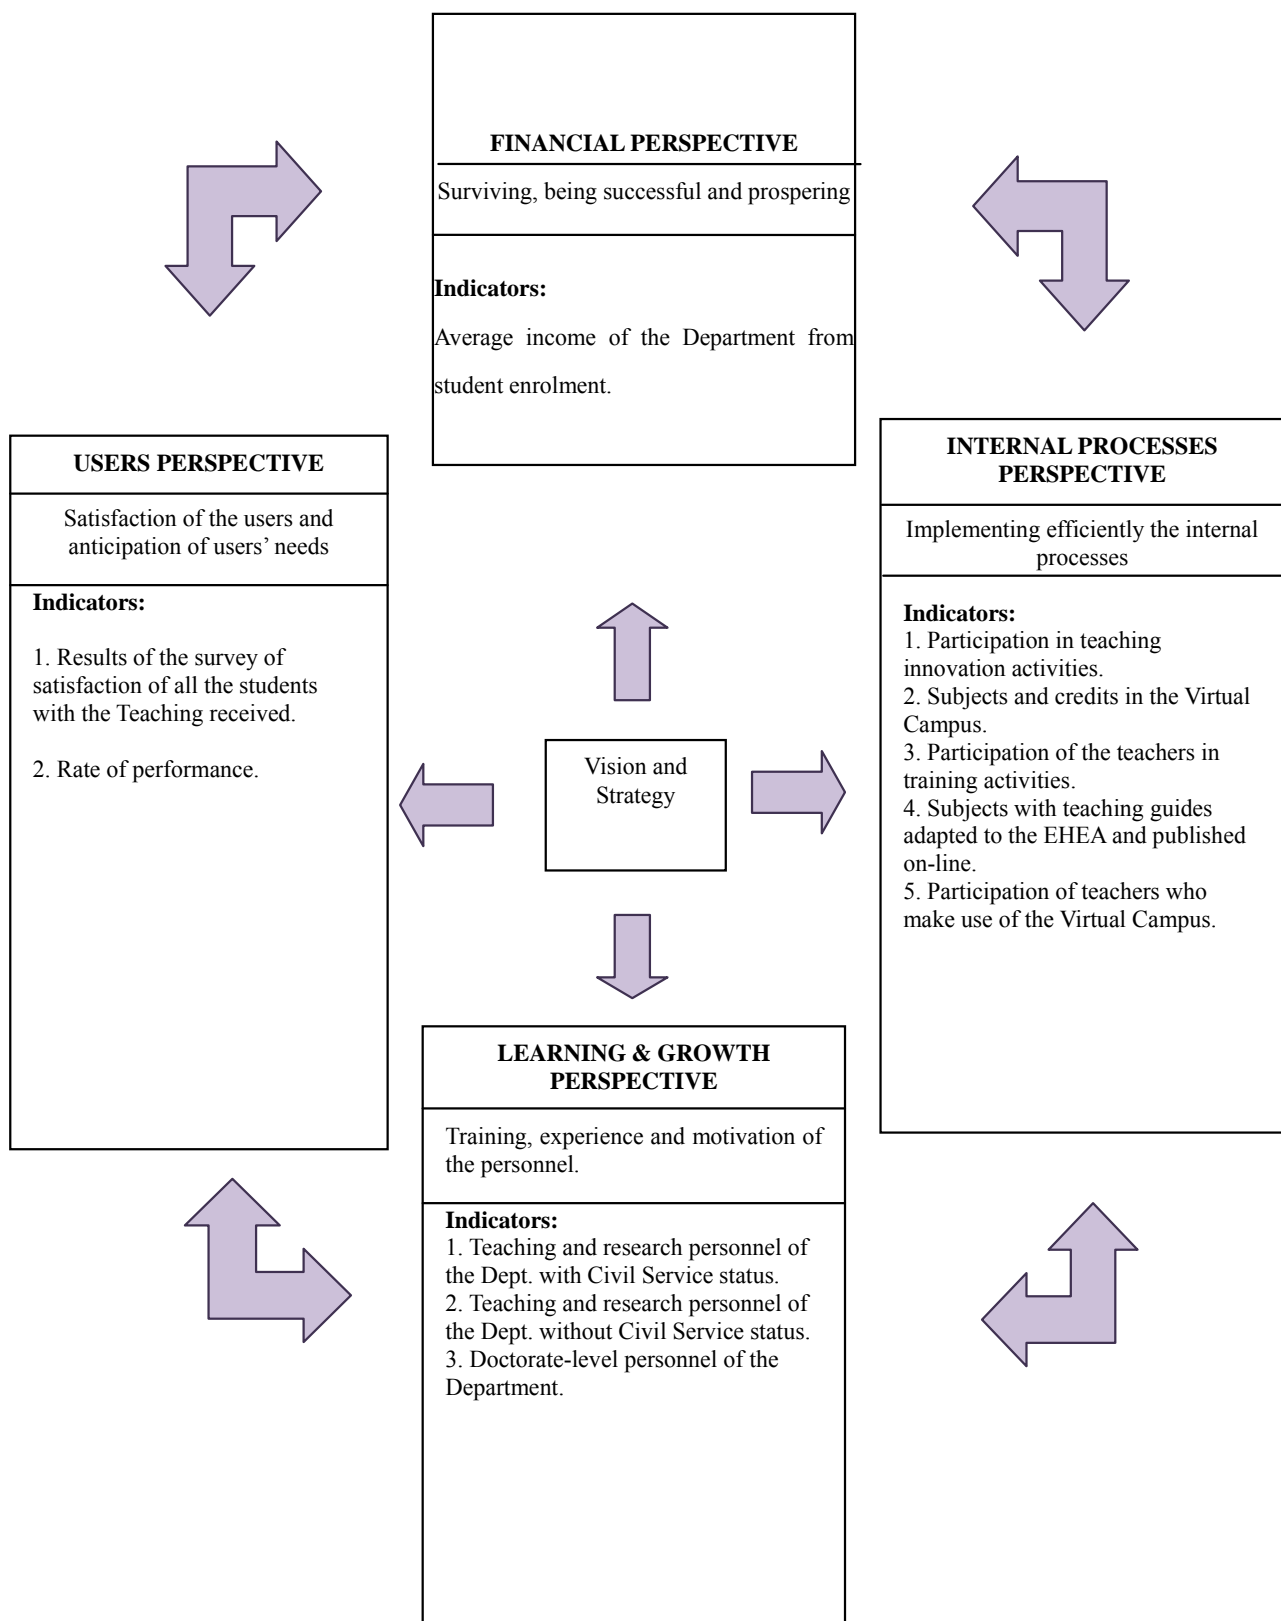 FINANCIAL PERSPECTIVE
Surviving, being successful and prospering
Indicators:
Average income of the Department from
student enrolment.
USERS PERSPECTIVE
Satisfaction of the users and
anticipation of users’ needs
Indicators:
1. Results of the survey of
satisfaction of all the students
with the Teaching received.
2. Rate of performance.
Vision and
Strategy
INTERNAL PROCESSES
PERSPECTIVE
Implementing efficiently the internal
processes
Indicators:
1. Participation in teaching
innovation activities.
2. Subjects and credits in the Virtual
Campus.
3. Participation of the teachers in
training activities.
4. Subjects with teaching guides
adapted to the EHEA and published
on-line.
5. Participation of teachers who
make use of the Virtual Campus.
LEARNING & GROWTH
PERSPECTIVE
Training, experience and motivation of
the personnel.
Indicators:
1. Teaching and research personnel of
the Dept. with Civil Service status.
2. Teaching and research personnel of
the Dept. without Civil Service status.
3. Doctorate-level personnel of the
Department.